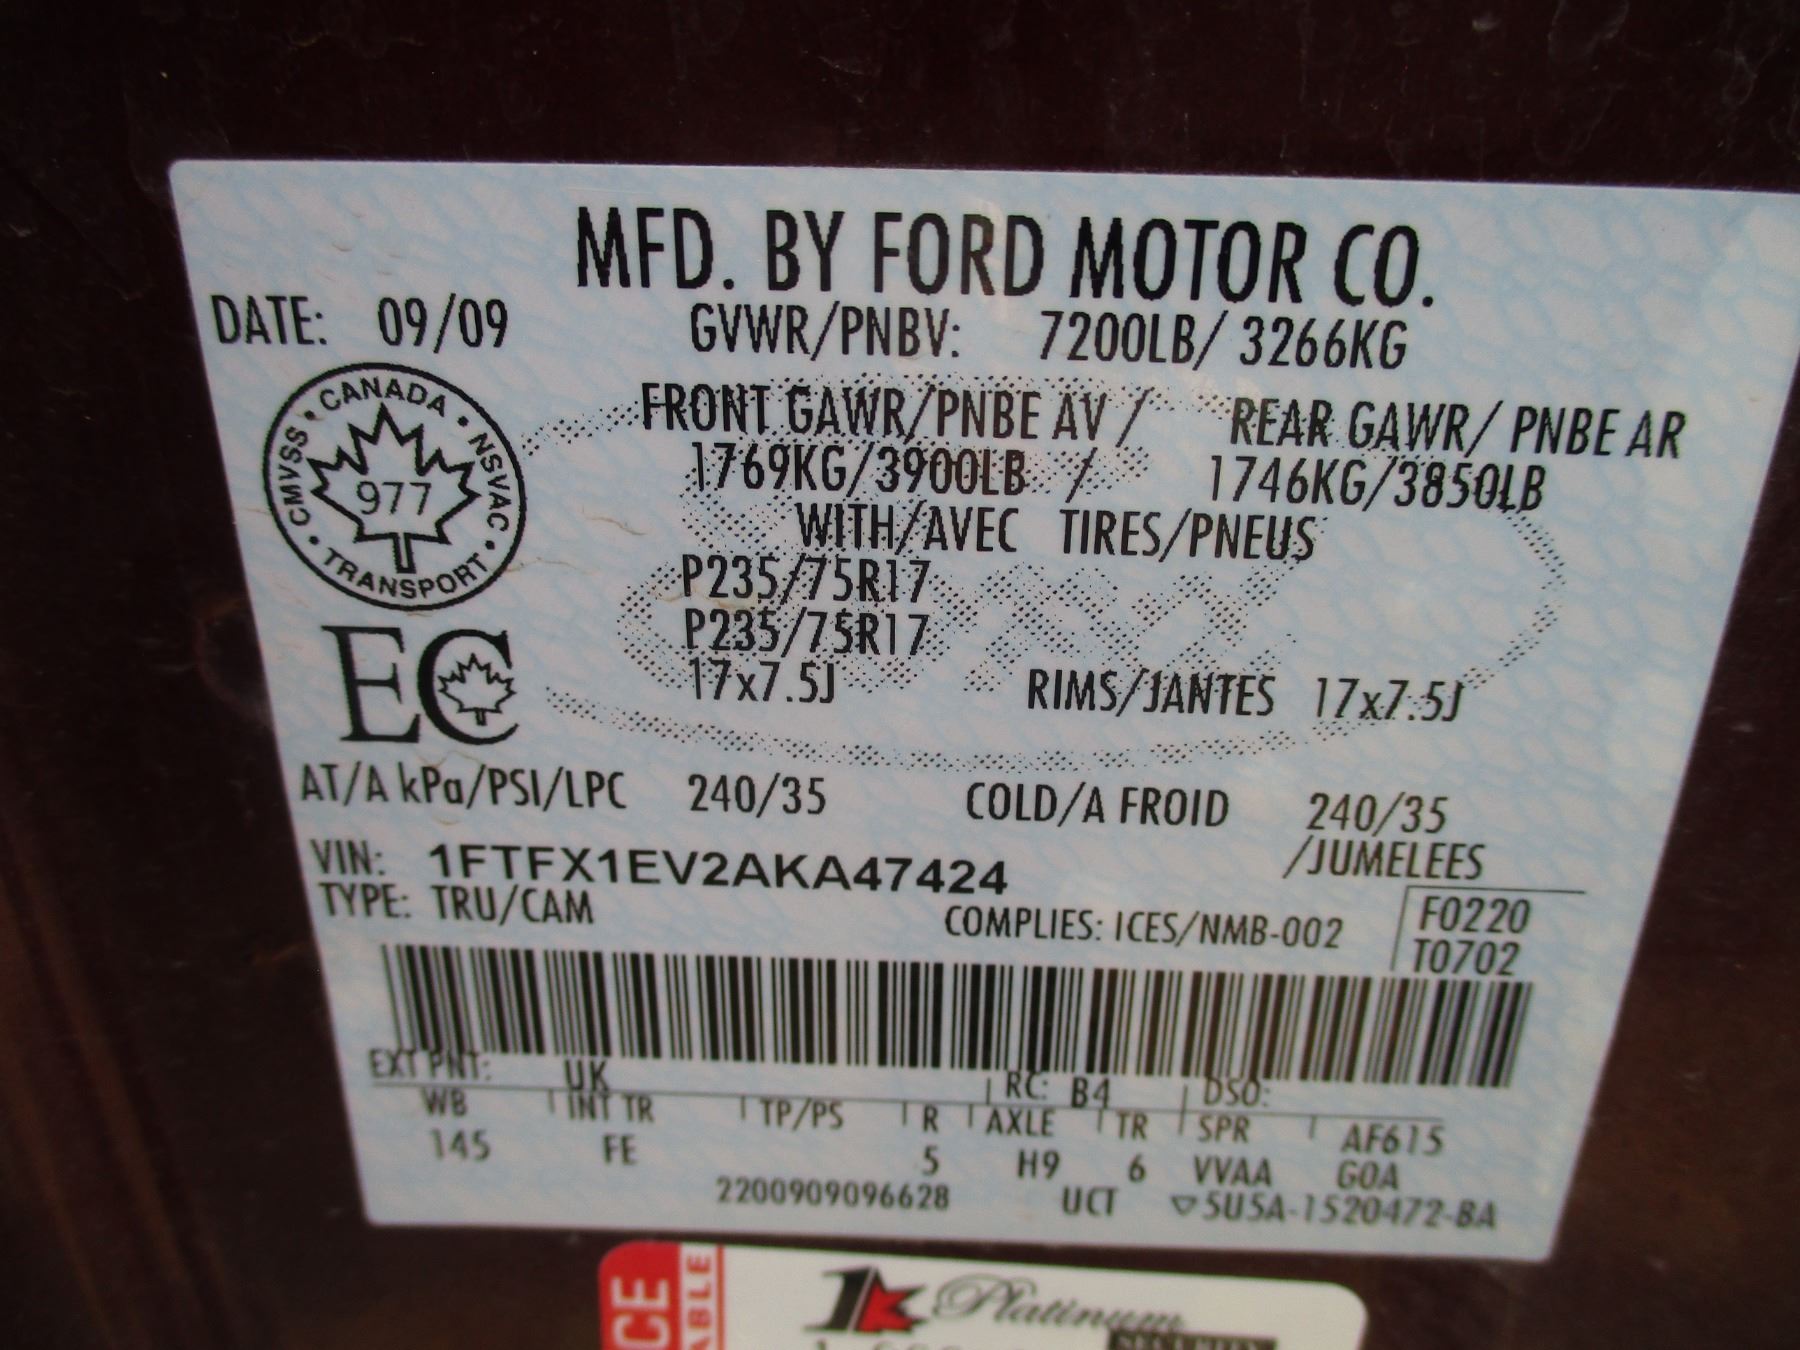 MFD. BY FORD MOTOR CO.
DATE: 09/09 GVWR/PNBV: 7200LB/ 3266KG
CANADA · NSVAC · TRANSPORT · CMVSS ·
977
FRONT GAWR/PNBE AV / REAR GAWR/ PNBE AR
1769KG/3900LB / 1746KG/3850LB
WITH/AVEC TIRES/PNEUS
P235/75R17
P235/75R17
17x7.5J RIMS/JANTES 17x7.5J
EC
AT/A kPa/PSI/LPC 240/35 COLD/A FROID 240/35
VIN: 1FTFX1EV2AKA47424 /JUMELEES
TYPE: TRU/CAM COMPLIES: ICES/NMB-002 F0220
T0702
EXT PNT: UK RC: B4 DSO:
WB INT TR TP/PS R AXLE TR SPR AF615
145 FE 5 H9 6 VVAA GOA
2200909096628 UCT ▽5U5A-1520472-BA
1K Platinum